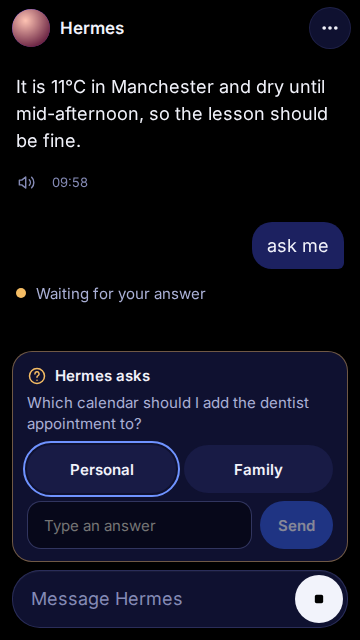 Hermes
It is 11°C in Manchester and dry until
mid-afternoon, so the lesson should
be fine.
09:58
ask me
Waiting for your answer
Hermes asks
Which calendar should I add the dentist
appointment to?
Personal
Family
Type an answer
Send
Message Hermes